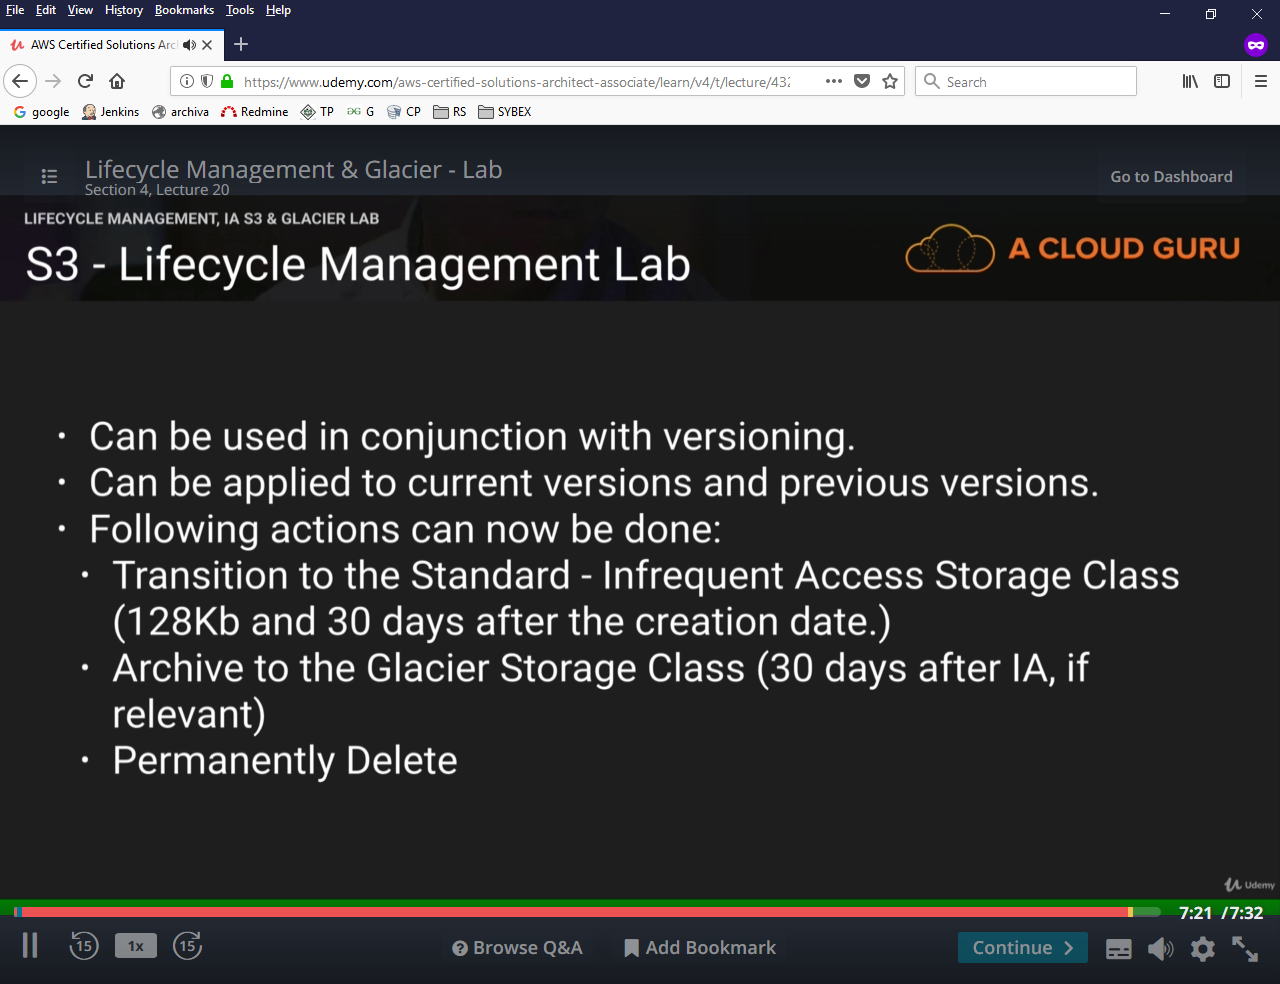 File Edit View History Bookmarks Tools Help
AWS Certified Solutions Arc
https://www.udemy.com/aws-certified-solutions-architect-associate/learn/v4/t/lecture/432
Search
google Jenkins archiva Redmine TP G CP RS SYBEX
Lifecycle Management & Glacier - Lab
Section 4, Lecture 20
Go to Dashboard
LIFECYCLE MANAGEMENT, IA S3 & GLACIER LAB
S3 - Lifecycle Management Lab
A CLOUD GURU
• Can be used in conjunction with versioning.
• Can be applied to current versions and previous versions.
• Following actions can now be done:
• Transition to the Standard - Infrequent Access Storage Class
(128Kb and 30 days after the creation date.)
• Archive to the Glacier Storage Class (30 days after IA, if
relevant)
• Permanently Delete
Udemy
7:21 / 7:32
15 1x 15
Browse Q&A
Add Bookmark
Continue